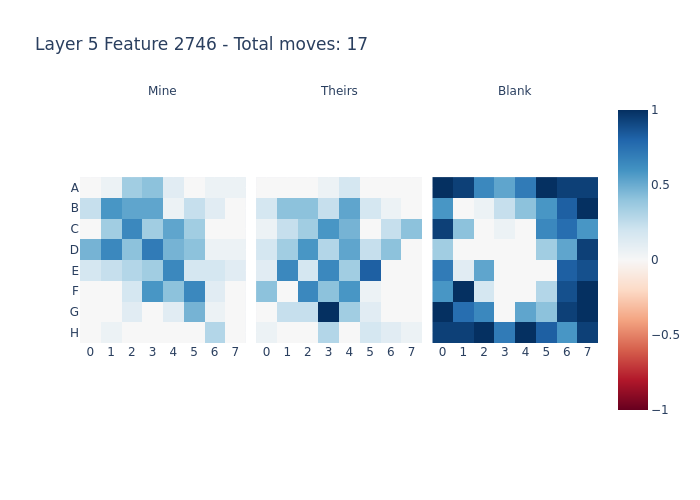 Layer 5 Feature 2746 - Total moves: 17
Mine Theirs Blank
A
B
C
D
E
F
G
H
0 1 2 3 4 5 6 7 0 1 2 3 4 5 6 7 0 1 2 3 4 5 6 7
1
0.5
0
−0.5
−1